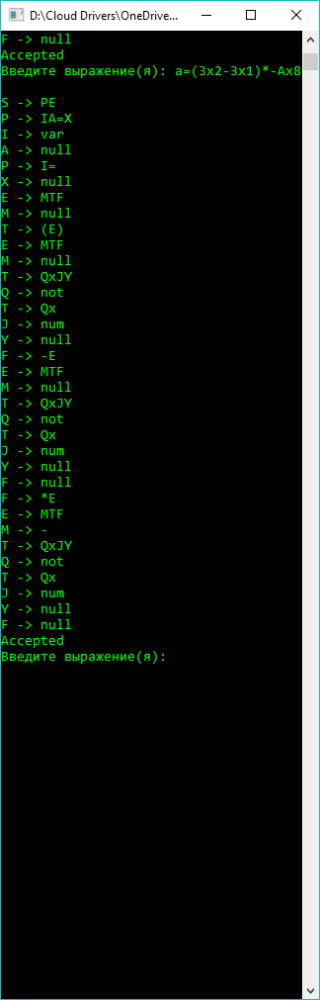 D:\Cloud Drivers\OneDrive...
F -> null
Accepted
Введите выражение(я): a=(3x2-3x1)*-Ax8
S -> PE
P -> IA=X
I -> var
A -> null
P -> I=
X -> null
E -> MTF
M -> null
T -> (E)
E -> MTF
M -> null
T -> QxJY
Q -> not
T -> Qx
J -> num
Y -> null
F -> -E
E -> MTF
M -> null
T -> QxJY
Q -> not
T -> Qx
J -> num
Y -> null
F -> null
F -> *E
E -> MTF
M -> -
T -> QxJY
Q -> not
T -> Qx
J -> num
Y -> null
F -> null
Accepted
Введите выражение(я):